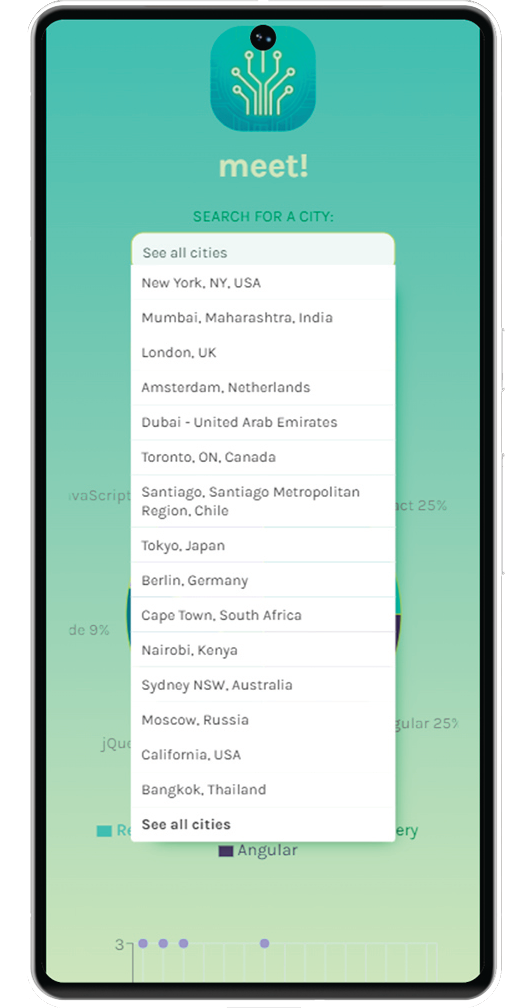 meet!
SEARCH FOR A CITY:
See all cities
New York, NY, USA
Mumbai, Maharashtra, India
London, UK
Amsterdam, Netherlands
Dubai - United Arab Emirates
Toronto, ON, Canada
Santiago, Santiago Metropolitan
Region, Chile
Tokyo, Japan
Berlin, Germany
Cape Town, South Africa
Nairobi, Kenya
Sydney NSW, Australia
Moscow, Russia
California, USA
Bangkok, Thailand
See all cities
vaScript
act 25%
de 9%
gular 25%
jQue
Re
ery
Angular
3